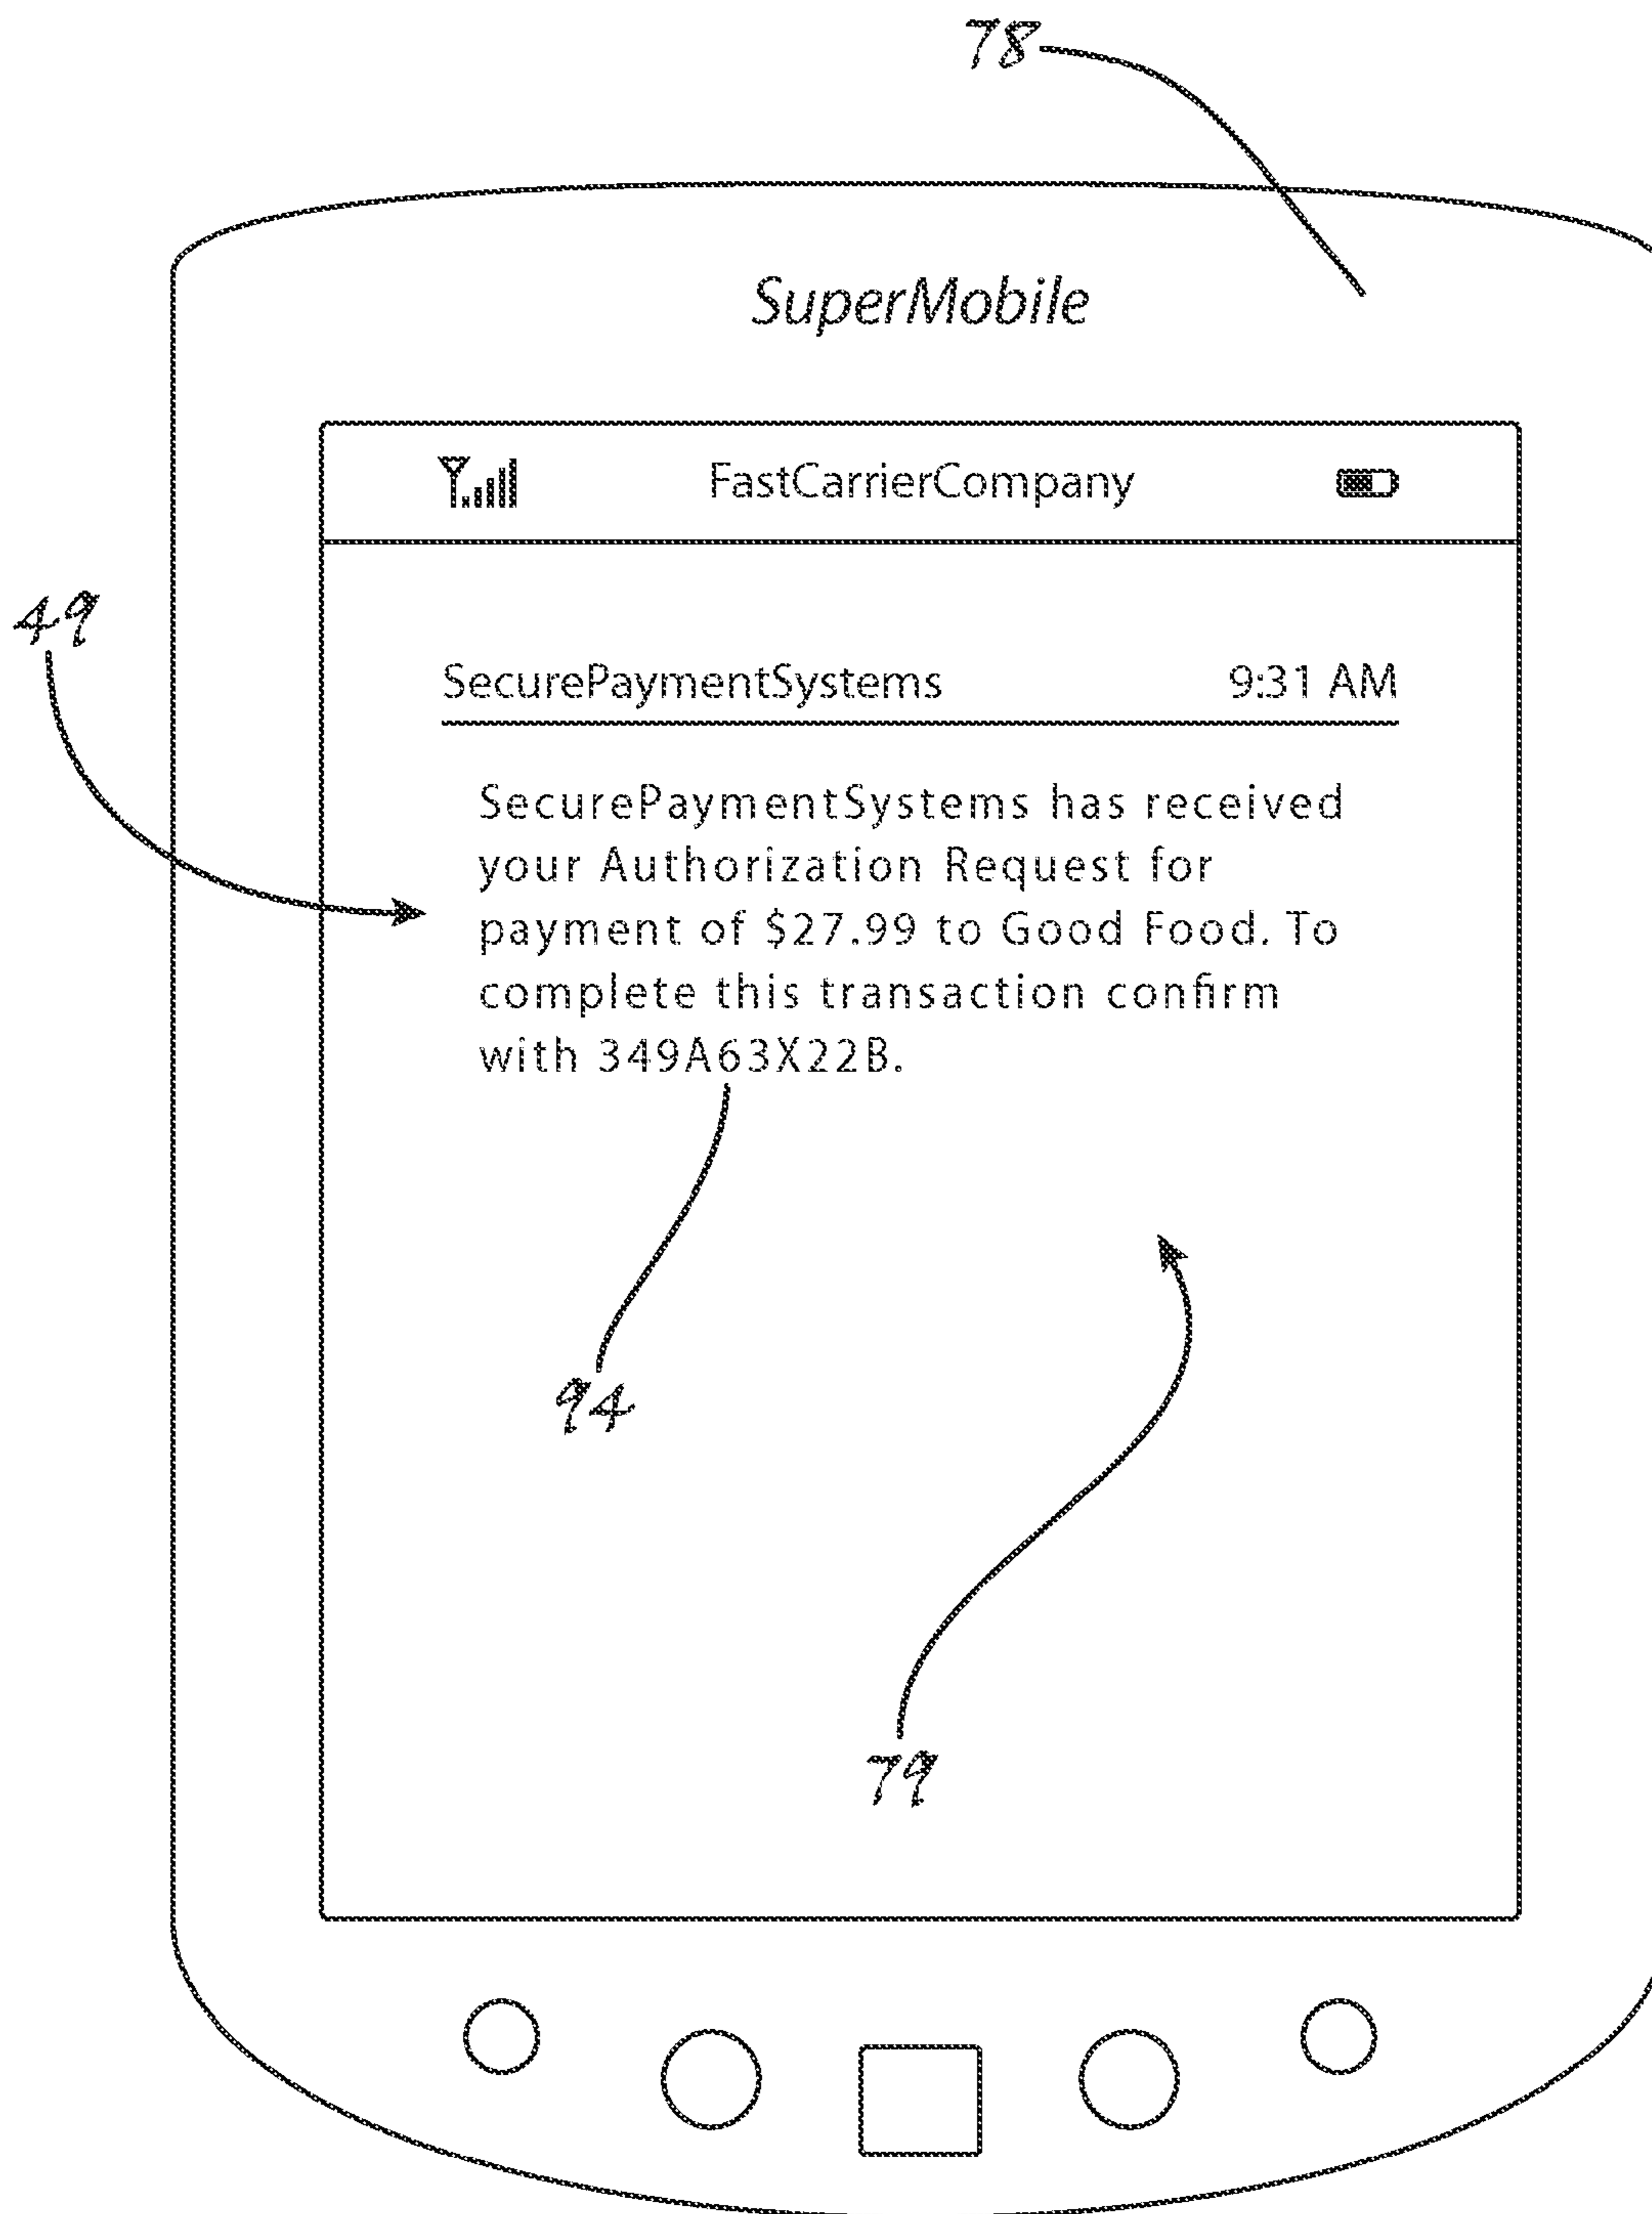 78
SuperMobile
FastCarrierCompany
49
SecurePaymentSystems 9:31 AM
SecurePaymentSystems has received
your Authorization Request for
payment of $27.99 to Good Food. To
complete this transaction confirm
with 349A63X22B.
94
79